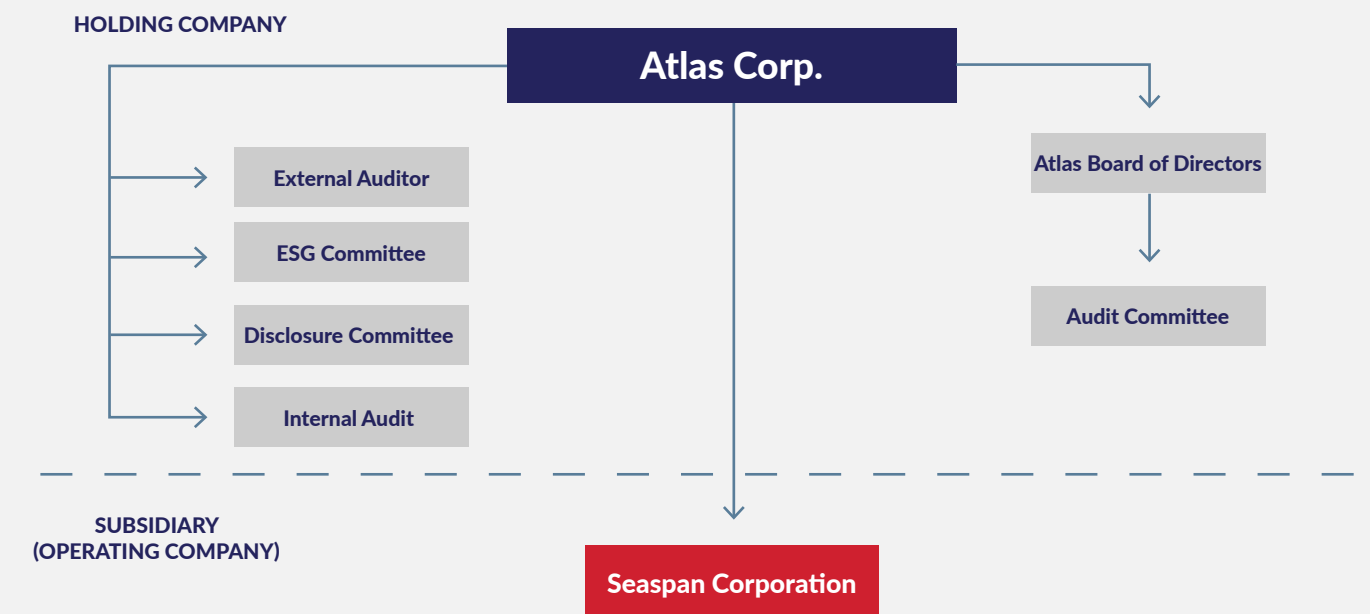 HOLDING COMPANY
Atlas Corp.
External Auditor
ESG Committee
Disclosure Committee
Internal Audit
Atlas Board of Directors
Audit Committee
SUBSIDIARY
(OPERATING COMPANY)
Seaspan Corporation